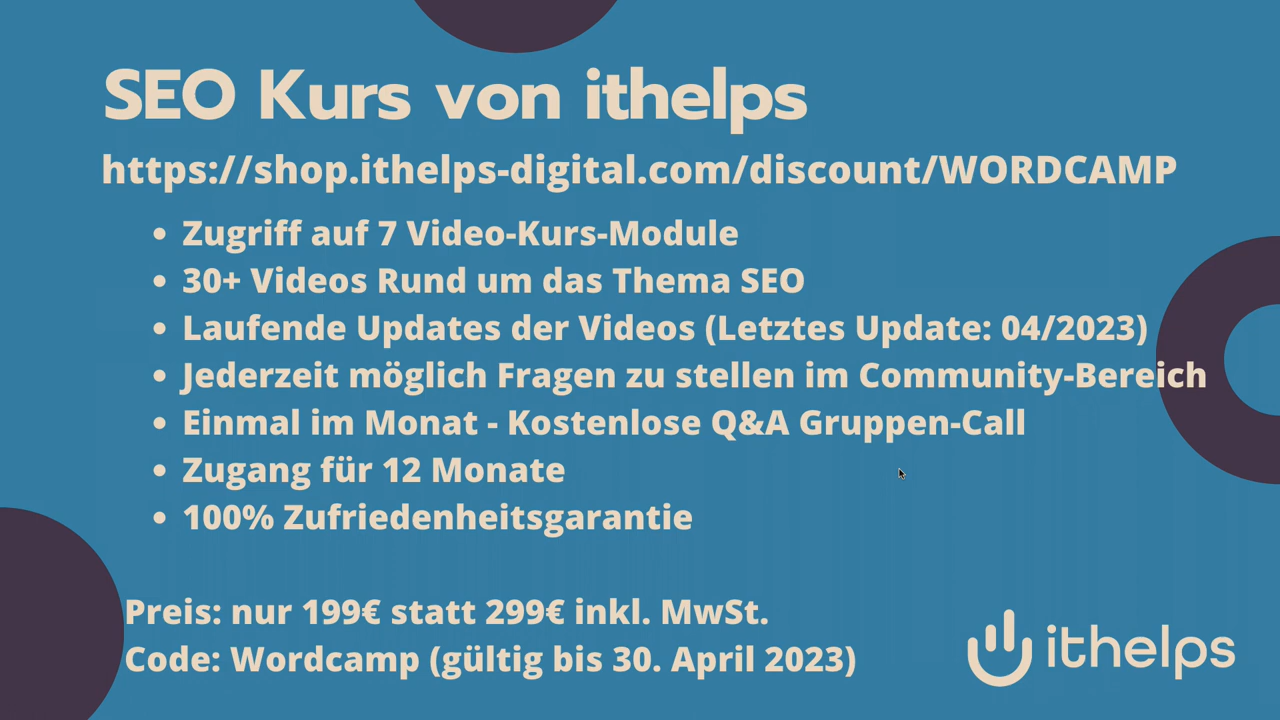 SEO Kurs von ithelps
https://shop.ithelps-digital.com/discount/WORDCAMP
• Zugriff auf 7 Video-Kurs-Module
• 30+ Videos Rund um das Thema SEO
• Laufende Updates der Videos (Letztes Update: 04/2023)
• Jederzeit möglich Fragen zu stellen im Community-Bereich
• Einmal im Monat - Kostenlose Q&A Gruppen-Call
• Zugang für 12 Monate
• 100% Zufriedenheitsgarantie
Preis: nur 199€ statt 299€ inkl. MwSt.
Code: Wordcamp (gültig bis 30. April 2023)
ithelps